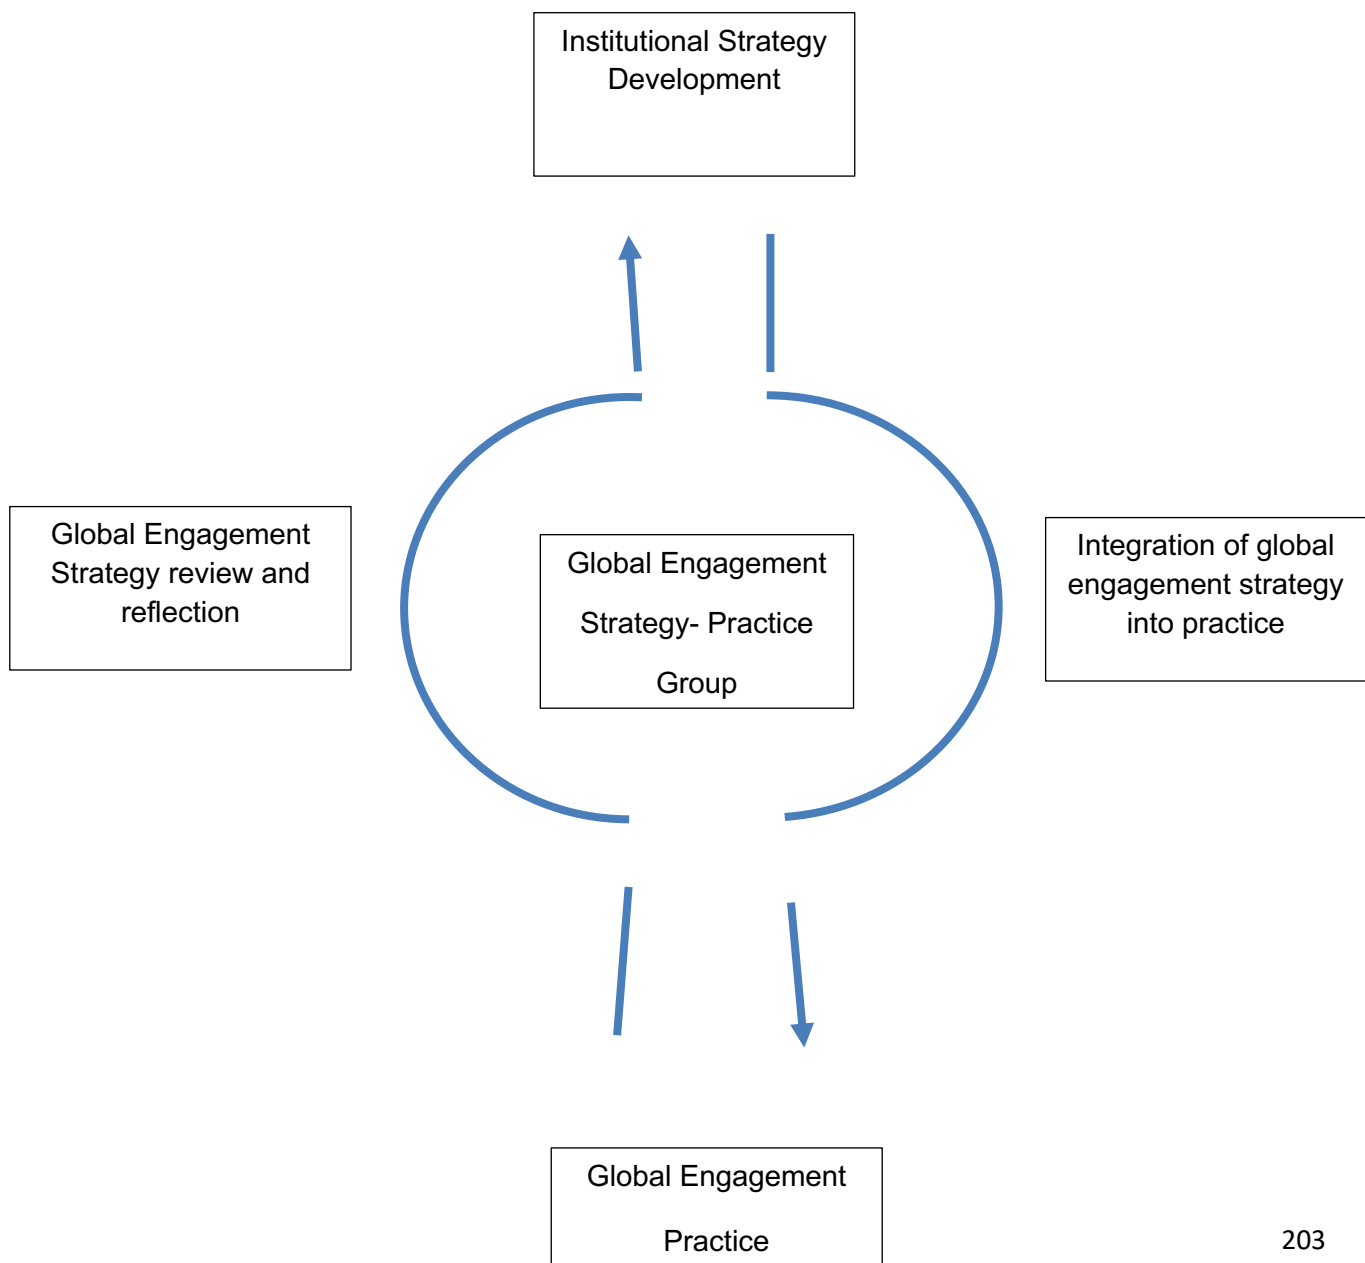 Institutional Strategy
Development
Global Engagement
Strategy review and
reflection
Global Engagement
Strategy- Practice
Group
Integration of global
engagement strategy
into practice
Global Engagement
Practice
203